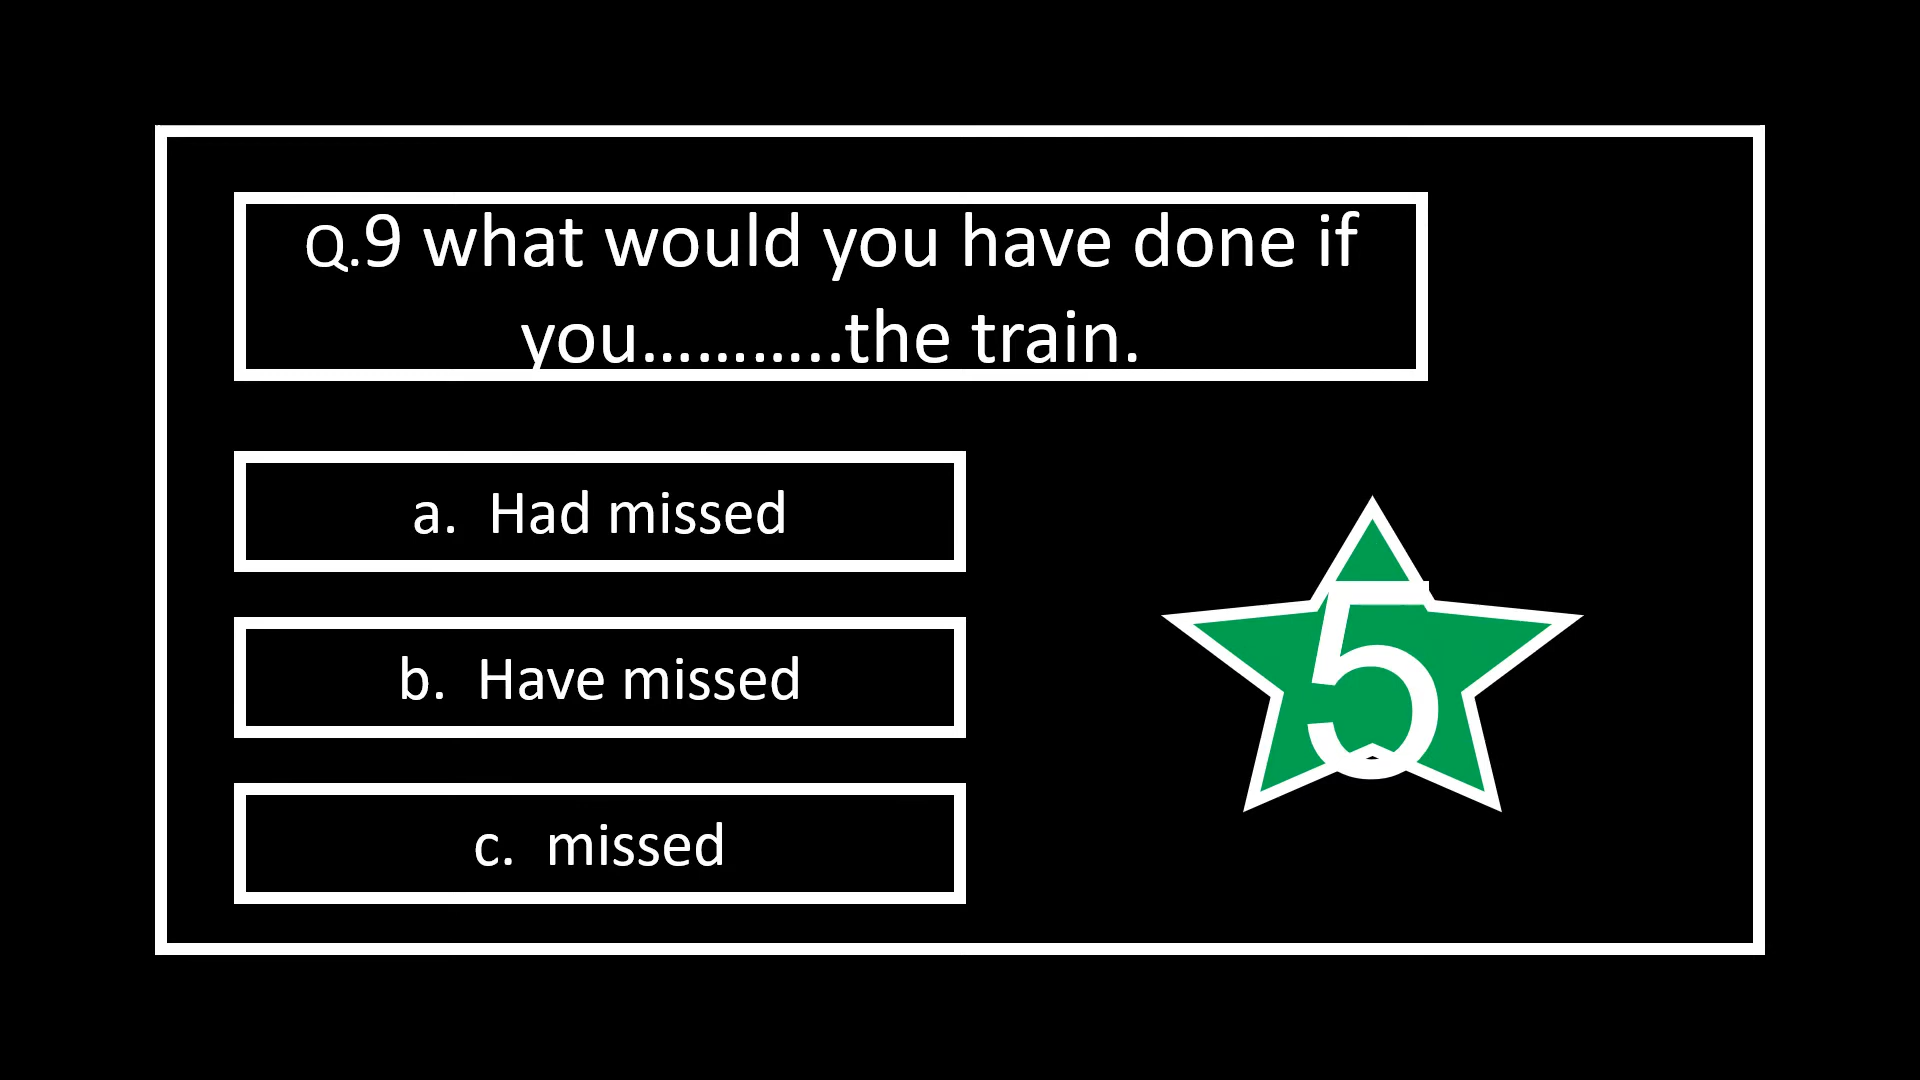 Q.9 what would you have done if
you………..the train.
a. Had missed
b. Have missed
c. missed
5